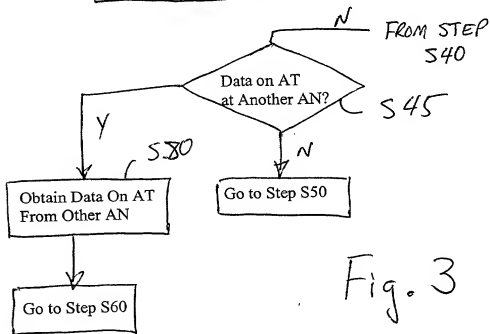 N
FROM STEP
S40
Data on AT
at Another AN?
S45
Y
N
Obtain Data On AT
From Other AN
Go to Step S50
Go to Step S60
Fig. 3